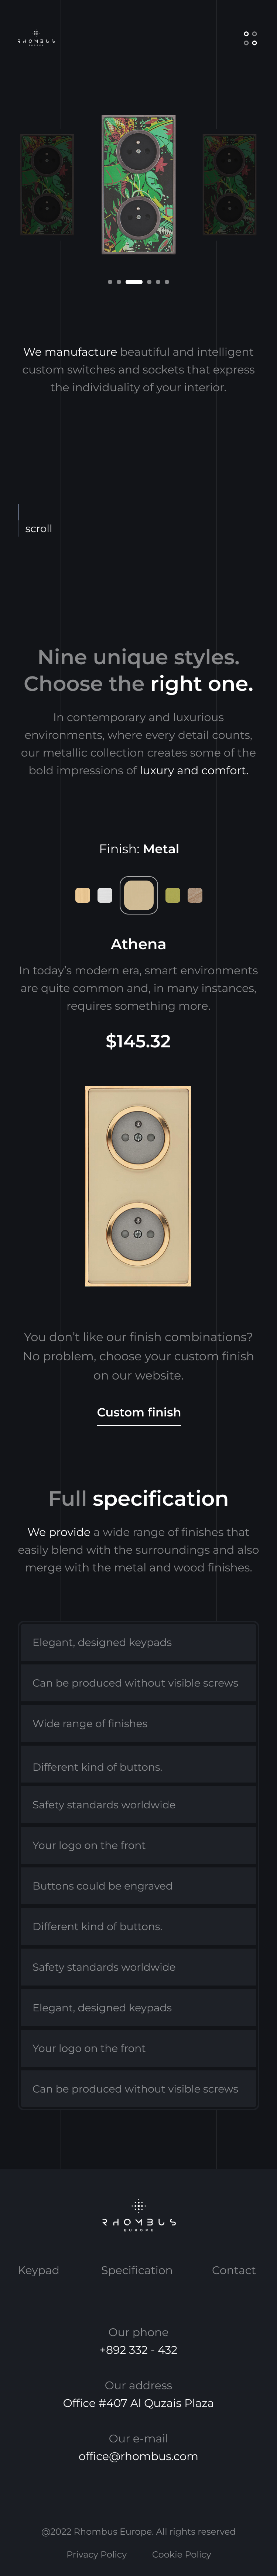 RHOMBUS
EUROPE
We manufacture beautiful and intelligent
custom switches and sockets that express
the individuality of your interior.
scroll
Nine unique styles.
Choose the right one.
In contemporary and luxurious
environments, where every detail counts,
our metallic collection creates some of the
bold impressions of luxury and comfort.
Finish: Metal
Athena
In today's modern era, smart environments
are quite common and, in many instances,
requires something more.
$145.32
You don't like our finish combinations?
No problem, choose your custom finish
on our website.
Custom finish
Full specification
We provide a wide range of finishes that
easily blend with the surroundings and also
merge with the metal and wood finishes.
Elegant, designed keypads
Can be produced without visible screws
Wide range of finishes
Different kind of buttons.
Safety standards worldwide
Your logo on the front
Buttons could be engraved
Different kind of buttons.
Safety standards worldwide
Elegant, designed keypads
Your logo on the front
Can be produced without visible screws
RHOMBUS
EUROPE
Keypad Specification Contact
Our phone
+892 332 - 432
Our address
Office #407 Al Quzais Plaza
Our e-mail
office@rhombus.com
@2022 Rhombus Europe. All rights reserved
Privacy Policy Cookie Policy